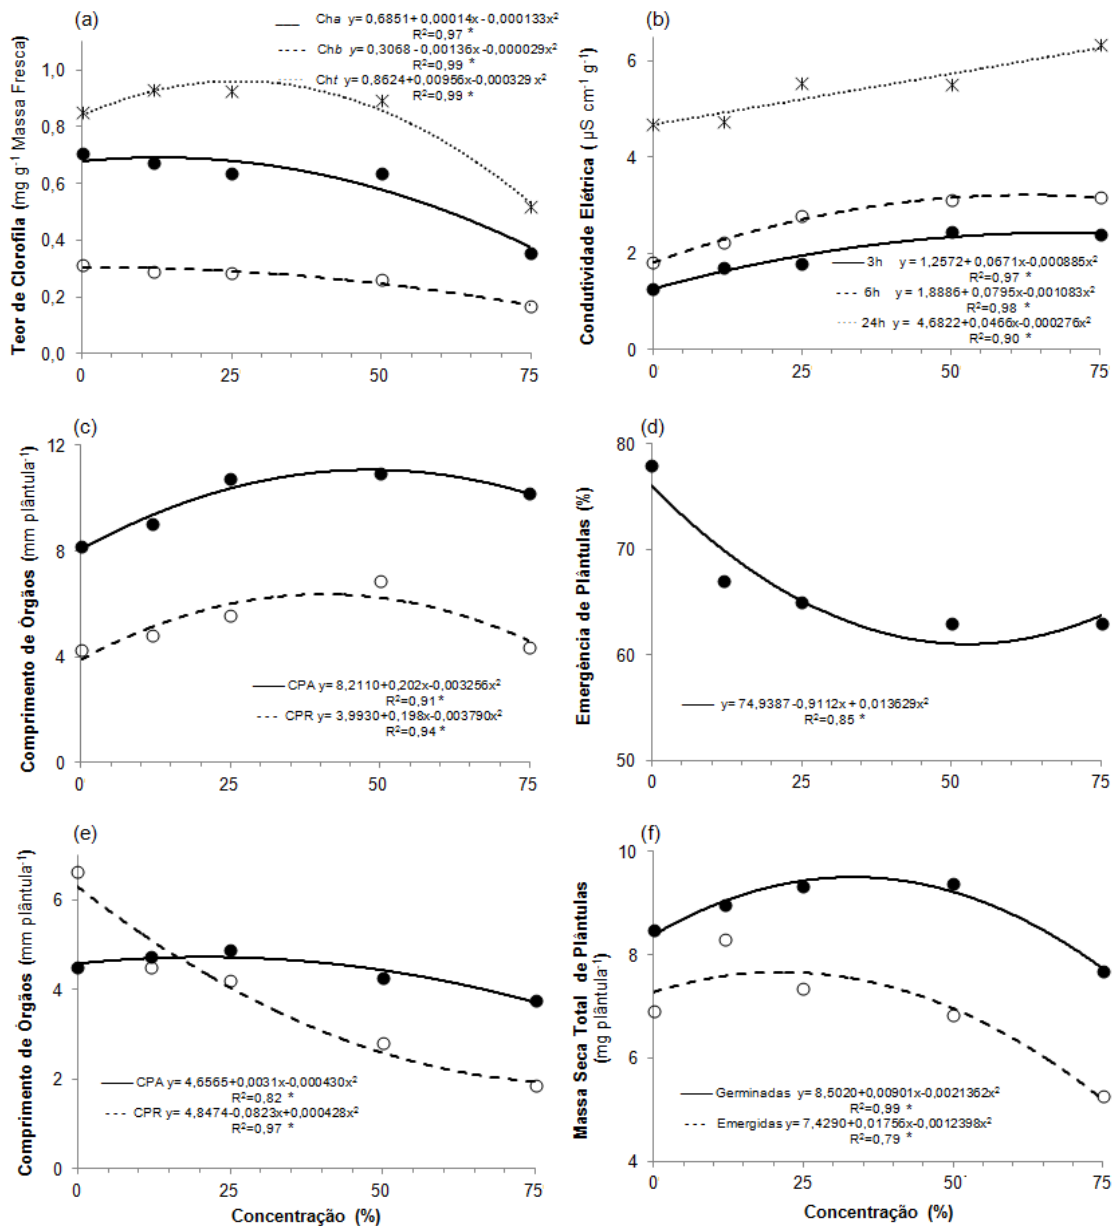 (a)
Cha y= 0,6851+ 0,00014x - 0,000133x²
R²=0,97 *
Chb y= 0,3068 - 0,00136x -0,000029x²
R²=0,99 *
Cht y= 0,8624+0,00956x-0,000329 x²
R²=0,99 *
Teor de Clorofila (mg g⁻¹ Massa Fresca)
1,0
0,8
0,6
0,4
0,2
0,0
0 25 50 75
(b)
Condutividade Elétrica ( µS cm⁻¹ g⁻¹)
6
4
2
0
3h y= 1,2572+ 0,0671x-0,000885x²
R²=0,97 *
6h y= 1,8886+ 0,0795x-0,001083x²
R²=0,98 *
24h y= 4,6822+0,0466x-0,000276x²
R²=0,90 *
0 25 50 75
(c)
Comprimento de Órgãos (mm plântula⁻¹)
12
8
4
0
CPA y= 8,2110+0,202x-0,003256x²
R²=0,91 *
CPR y= 3,9930+0,198x-0,003790x²
R²=0,94 *
0 25 50 75
(d)
Emergência de Plântulas (%)
80
70
60
50
y= 74,9387 -0,9112x + 0,013629x²
R²=0,85 *
0 25 50 75
(e)
Comprimento de Órgãos (mm plântula⁻¹)
6
4
2
0
CPA y= 4,6565+0,0031x-0,000430x²
R²=0,82 *
CPR y= 4,8474-0,0823x+0,000428x²
R²=0,97 *
0 25 50 75
Concentração (%)
(f)
Massa Seca Total de Plântulas
(mg plântula⁻¹)
10
8
6
4
Germinadas y= 8,5020+0,00901x-0,0021362x²
R²=0,99 *
Emergidas y= 7,4290+0,01756x-0,0012398x²
R²=0,79 *
0 25 50 75
Concentração (%)